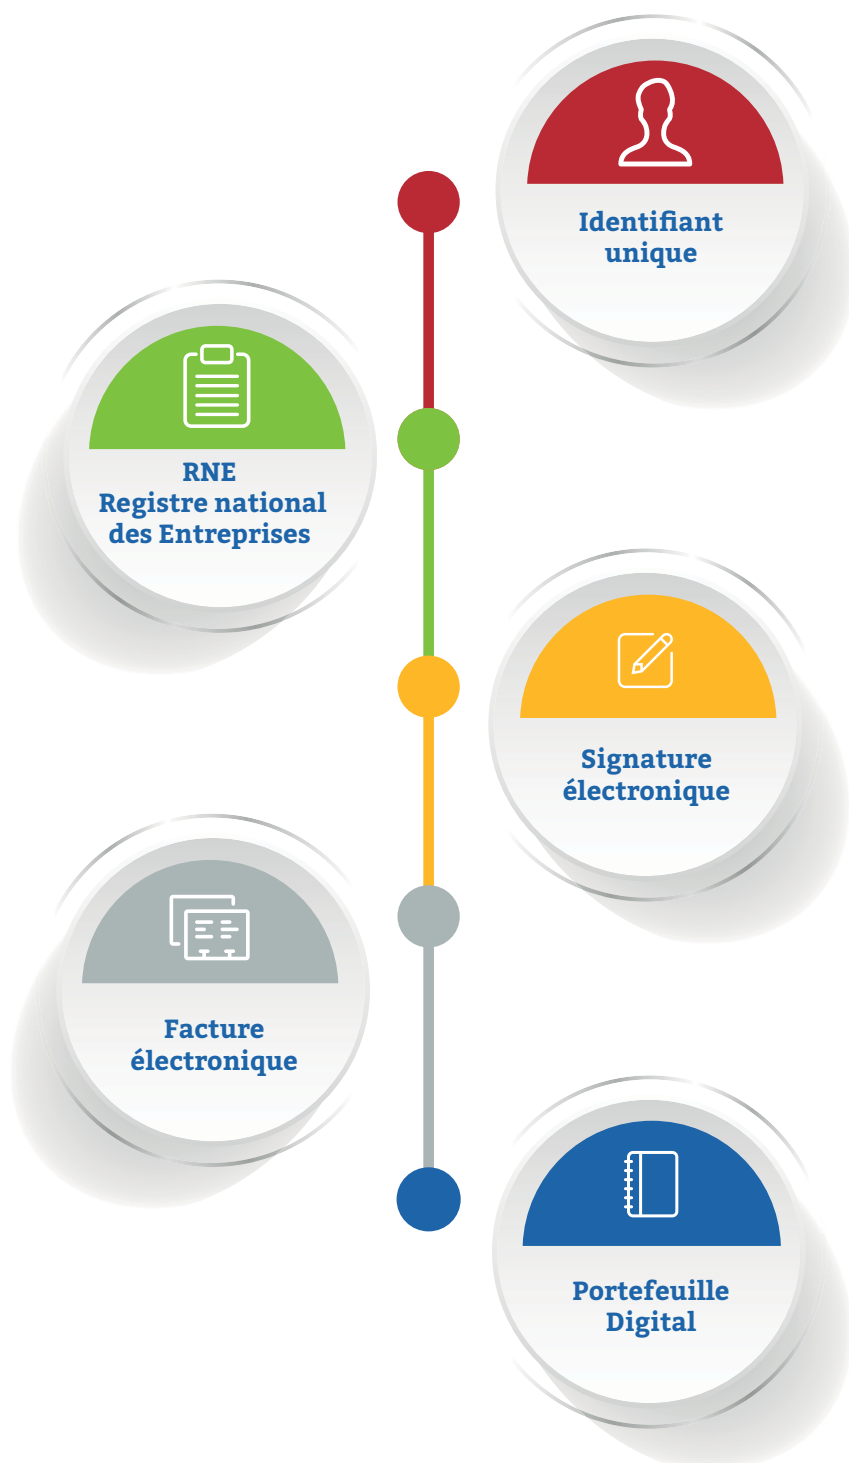 Identifiant
unique
RNE
Registre national
des Entreprises
Signature
électronique
Facture
électronique
Portefeuille
Digital